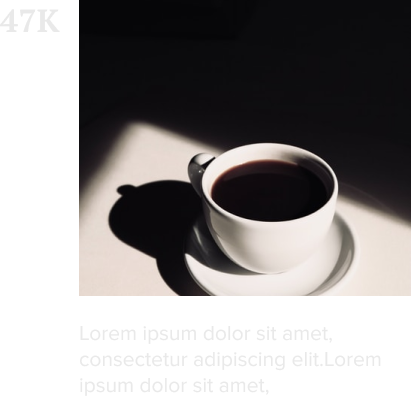 47K
Lorem ipsum dolor sit amet,
consectetur adipiscing elit.Lorem
ipsum dolor sit amet,